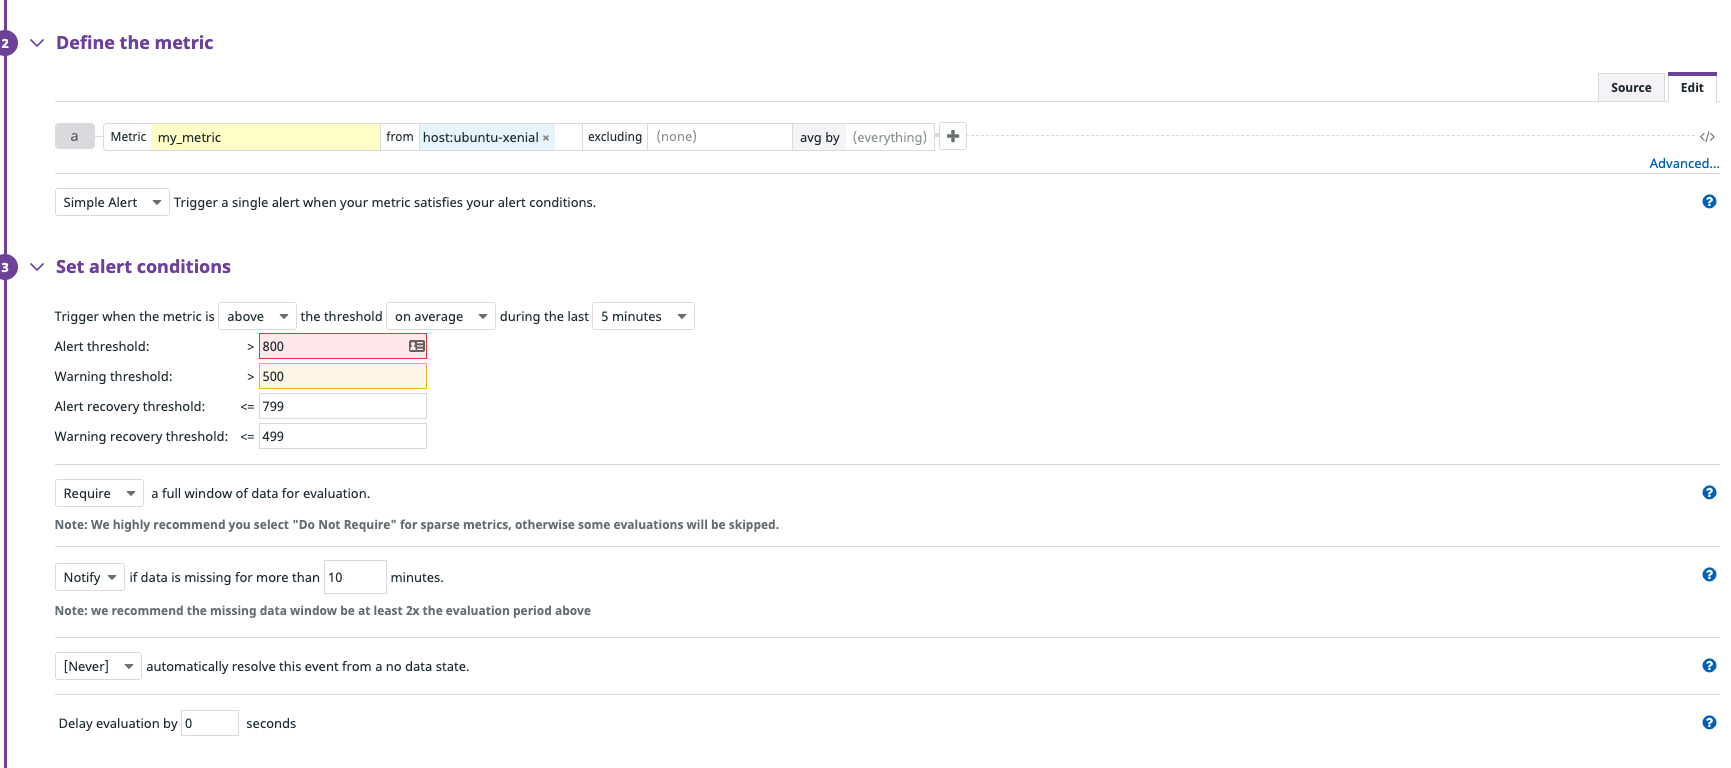 2 Define the metric
Source Edit
a Metric my_metric from host:ubuntu-xenial × excluding (none) avg by (everything) + </>
Advanced...
Simple Alert Trigger a single alert when your metric satisfies your alert conditions. ?
3 Set alert conditions
Trigger when the metric is above the threshold on average during the last 5 minutes
Alert threshold: > 800
Warning threshold: > 500
Alert recovery threshold: <= 799
Warning recovery threshold: <= 499
Require a full window of data for evaluation. ?
Note: We highly recommend you select "Do Not Require" for sparse metrics, otherwise some evaluations will be skipped.
Notify if data is missing for more than 10 minutes. ?
Note: we recommend the missing data window be at least 2x the evaluation period above
[Never] automatically resolve this event from a no data state. ?
Delay evaluation by 0 seconds ?